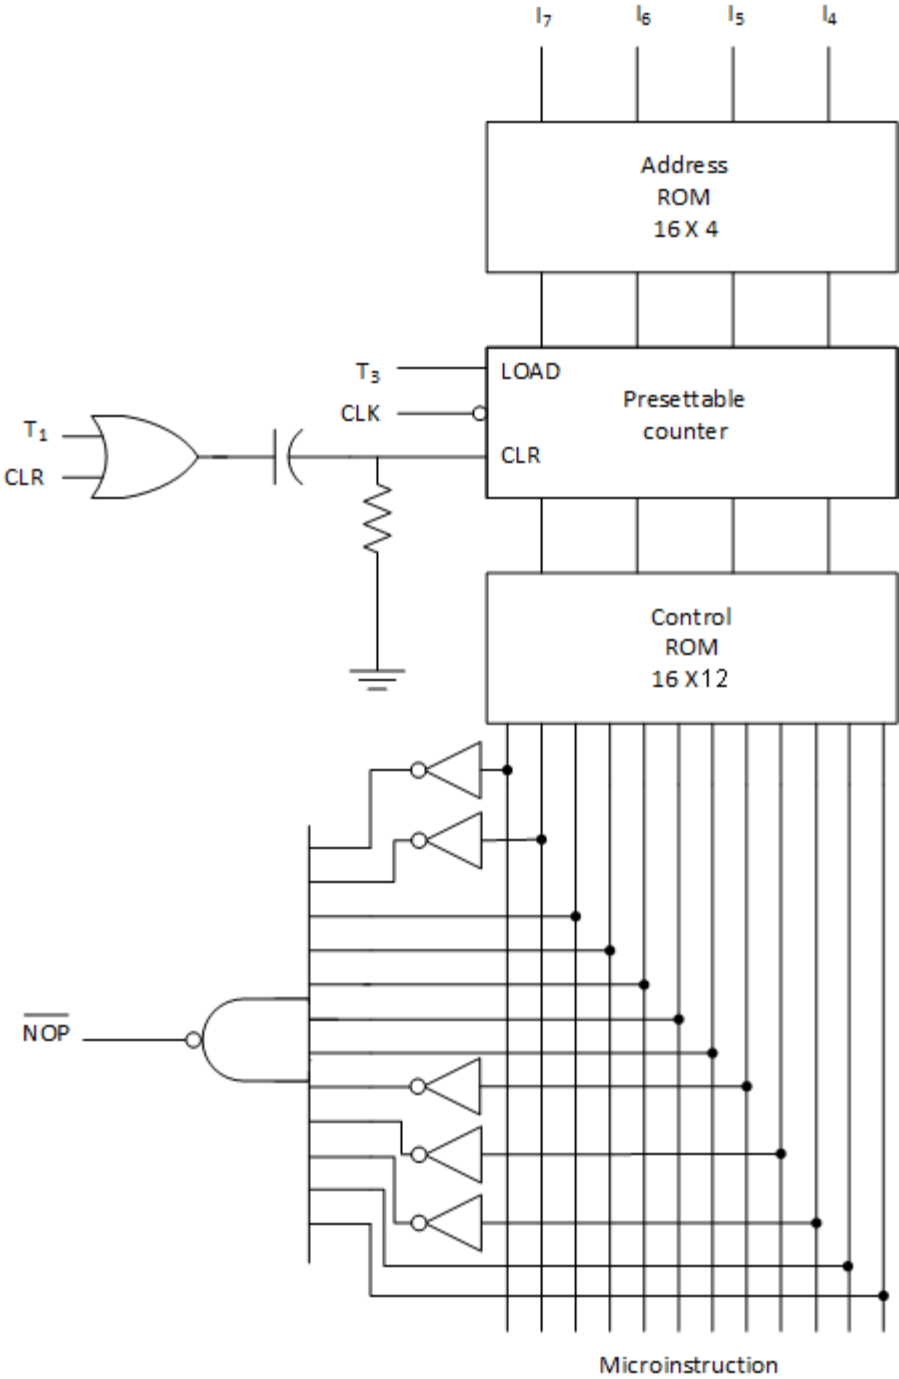 I₇ I₆ I₅ I₄
Address
ROM
16 X 4
T₃
LOAD
CLK
Presettable
counter
T₁
CLR
CLR
Control
ROM
16 X12
N̅O̅P̅
Microinstruction